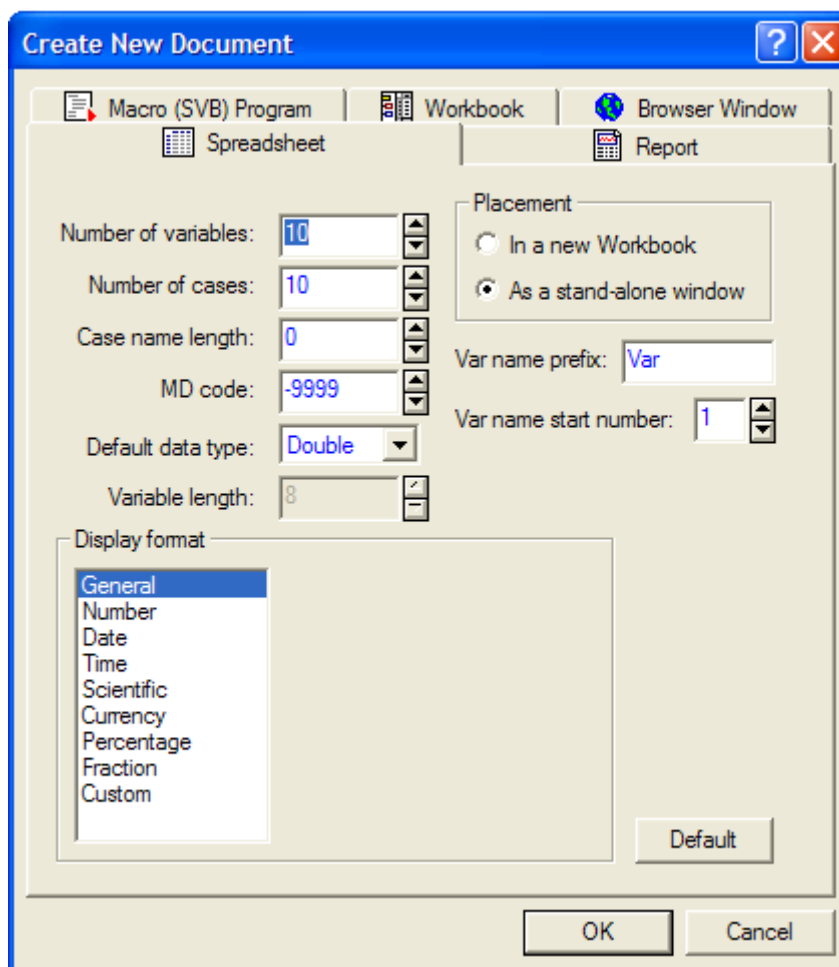 Create New Document
Macro (SVB) Program
Workbook
Browser Window
Spreadsheet
Report
Number of variables: 10
Number of cases: 10
Case name length: 0
MD code: -9999
Default data type: Double
Variable length: 8
Placement
In a new Workbook
As a stand-alone window
Var name prefix: Var
Var name start number: 1
Display format
General
Number
Date
Time
Scientific
Currency
Percentage
Fraction
Custom
Default
OK
Cancel